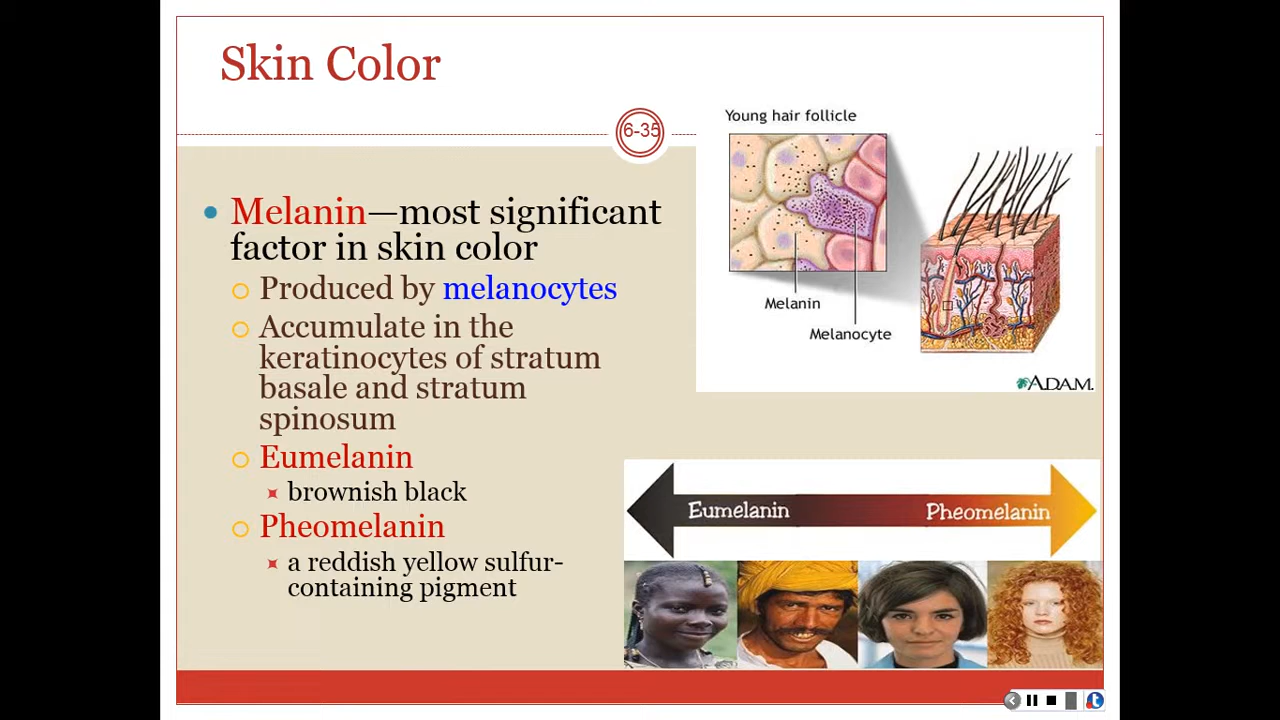 Skin Color
6-35
Melanin—most significant
factor in skin color
Produced by melanocytes
Accumulate in the
keratinocytes of stratum
basale and stratum
spinosum
Eumelanin
brownish black
Pheomelanin
a reddish yellow sulfur-
containing pigment
Young hair follicle
Melanin
Melanocyte
ADAM.
Eumelanin
Pheomelanin
t